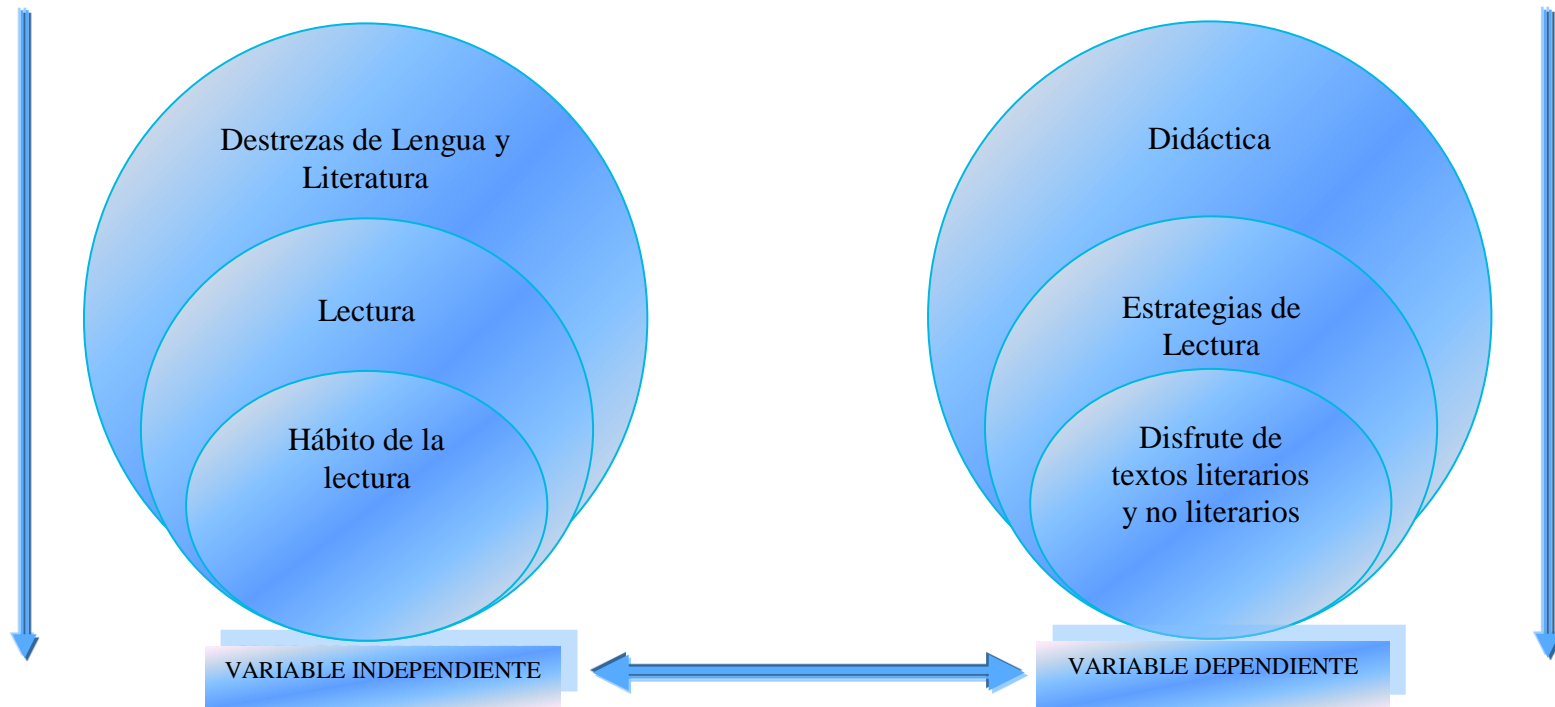 Destrezas de Lengua y
Literatura
Lectura
Hábito de la
lectura
VARIABLE INDEPENDIENTE
Didáctica
Estrategias de
Lectura
Disfrute de
textos literarios
y no literarios
VARIABLE DEPENDIENTE